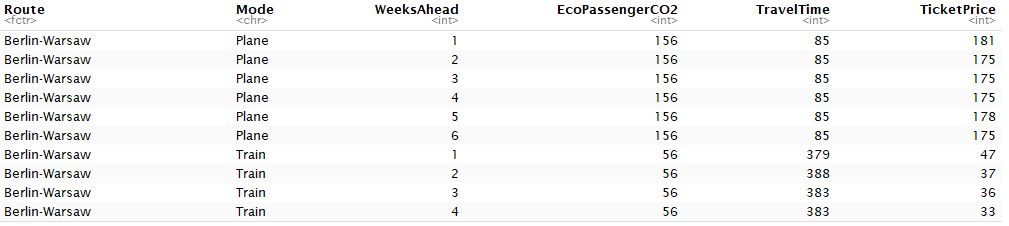 Route Mode WeeksAhead EcoPassengerCO2 TravelTime TicketPrice
<fctr> <chr> <int> <int> <int> <int>
Berlin-Warsaw Plane 1 156 85 181
Berlin-Warsaw Plane 2 156 85 175
Berlin-Warsaw Plane 3 156 85 175
Berlin-Warsaw Plane 4 156 85 175
Berlin-Warsaw Plane 5 156 85 178
Berlin-Warsaw Plane 6 156 85 175
Berlin-Warsaw Train 1 56 379 47
Berlin-Warsaw Train 2 56 388 37
Berlin-Warsaw Train 3 56 383 36
Berlin-Warsaw Train 4 56 383 33